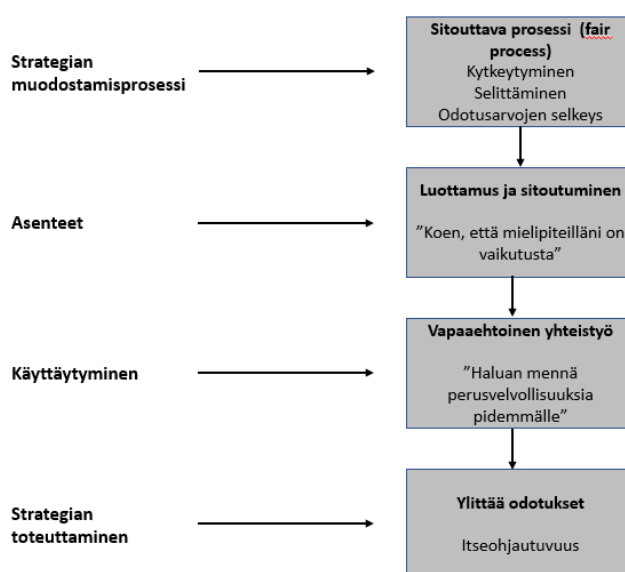 Strategian
muodostamisprosessi
Sitouttava prosessi (fair
process)
Kytkeytyminen
Selittäminen
Odotusarvojen selkeys
Asenteet
Luottamus ja sitoutuminen
”Koen, että mielipiteilläni on
vaikutusta”
Käyttäytyminen
Vapaaehtoinen yhteistyö
”Haluan mennä
perusvelvollisuuksia
pidemmälle”
Strategian
toteuttaminen
Ylittää odotukset
Itseohjautuvuus